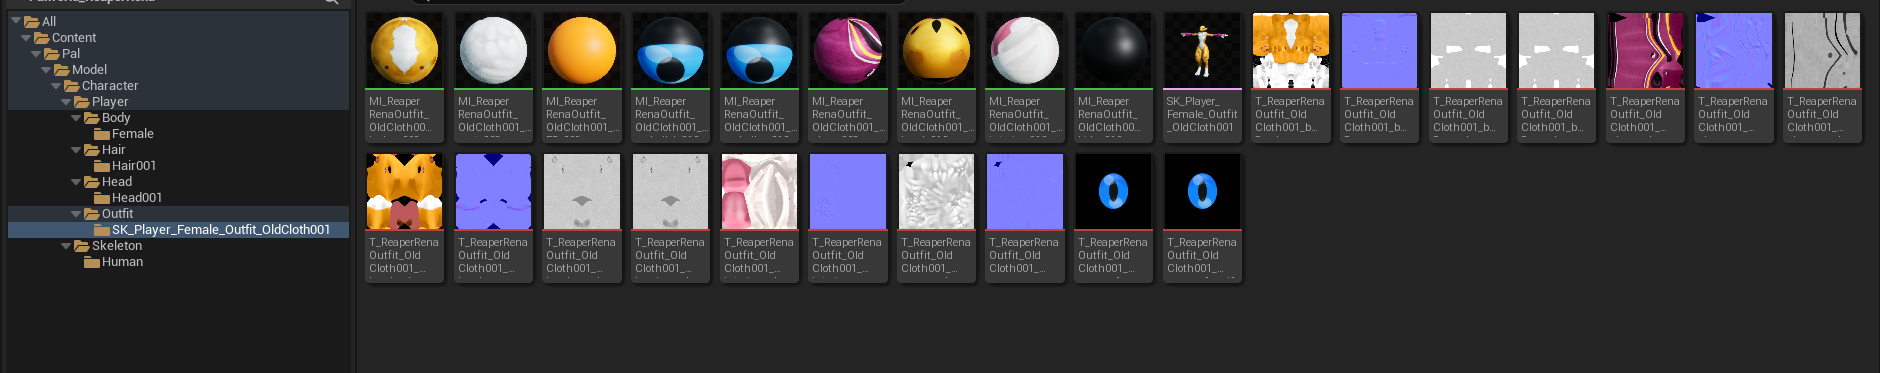 All
Content
Pal
Model
Character
Player
Body
Female
Hair
Hair001
Head
Head001
Outfit
SK_Player_Female_Outfit_OldCloth001
Skeleton
Human
MI_Reaper
RenaOutfit_
OldCloth00...
MI_Reaper
RenaOutfit_
OldCloth001_...
MI_Reaper
RenaOutfit_
OldCloth001_...
MI_Reaper
RenaOutfit_
OldCloth001_...
MI_Reaper
RenaOutfit_
OldCloth001_...
MI_Reaper
RenaOutfit_
OldCloth001_...
MI_Reaper
RenaOutfit_
OldCloth001_...
MI_Reaper
RenaOutfit_
OldCloth001_...
MI_Reaper
RenaOutfit_
OldCloth00...
SK_Player_
Female_Outfit
_OldCloth001
T_ReaperRena
Outfit_Old
Cloth001_b...
T_ReaperRena
Outfit_Old
Cloth001_b...
T_ReaperRena
Outfit_Old
Cloth001_b...
T_ReaperRena
Outfit_Old
Cloth001_b...
T_ReaperRena
Outfit_Old
Cloth001_...
T_ReaperRena
Outfit_Old
Cloth001_...
T_ReaperRena
Outfit_Old
Cloth001_...
T_ReaperRena
Outfit_Old
Cloth001_...
T_ReaperRena
Outfit_Old
Cloth001_...
T_ReaperRena
Outfit_Old
Cloth001_...
T_ReaperRena
Outfit_Old
Cloth001_...
T_ReaperRena
Outfit_Old
Cloth001_...
T_ReaperRena
Outfit_Old
Cloth001_...
T_ReaperRena
Outfit_Old
Cloth001_...
T_ReaperRena
Outfit_Old
Cloth001_...
T_ReaperRena
Outfit_Old
Cloth001_...
T_ReaperRena
Outfit_Old
Cloth001_...